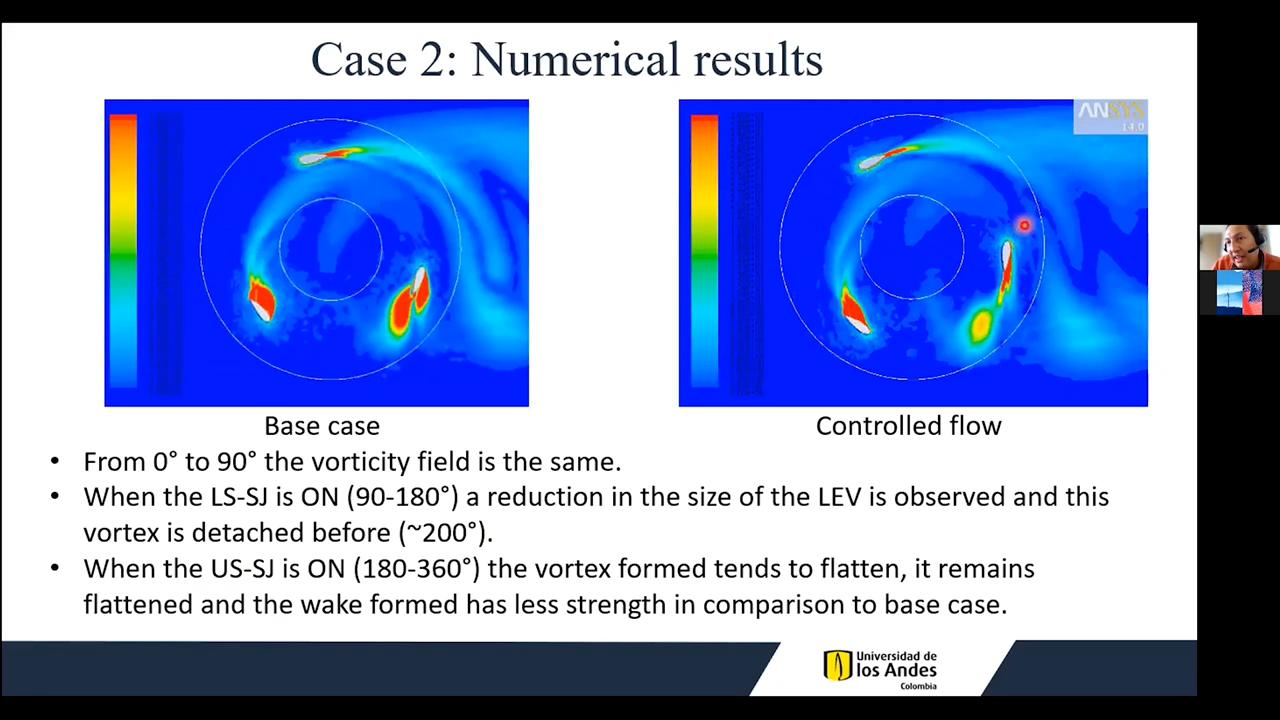 Case 2: Numerical results
ANSYS
14.0
Base case
Controlled flow
• From 0° to 90° the vorticity field is the same.
• When the LS-SJ is ON (90-180°) a reduction in the size of the LEV is observed and this
vortex is detached before (~200°).
• When the US-SJ is ON (180-360°) the vortex formed tends to flatten, it remains
flattened and the wake formed has less strength in comparison to base case.
Universidad de
los Andes
Colombia